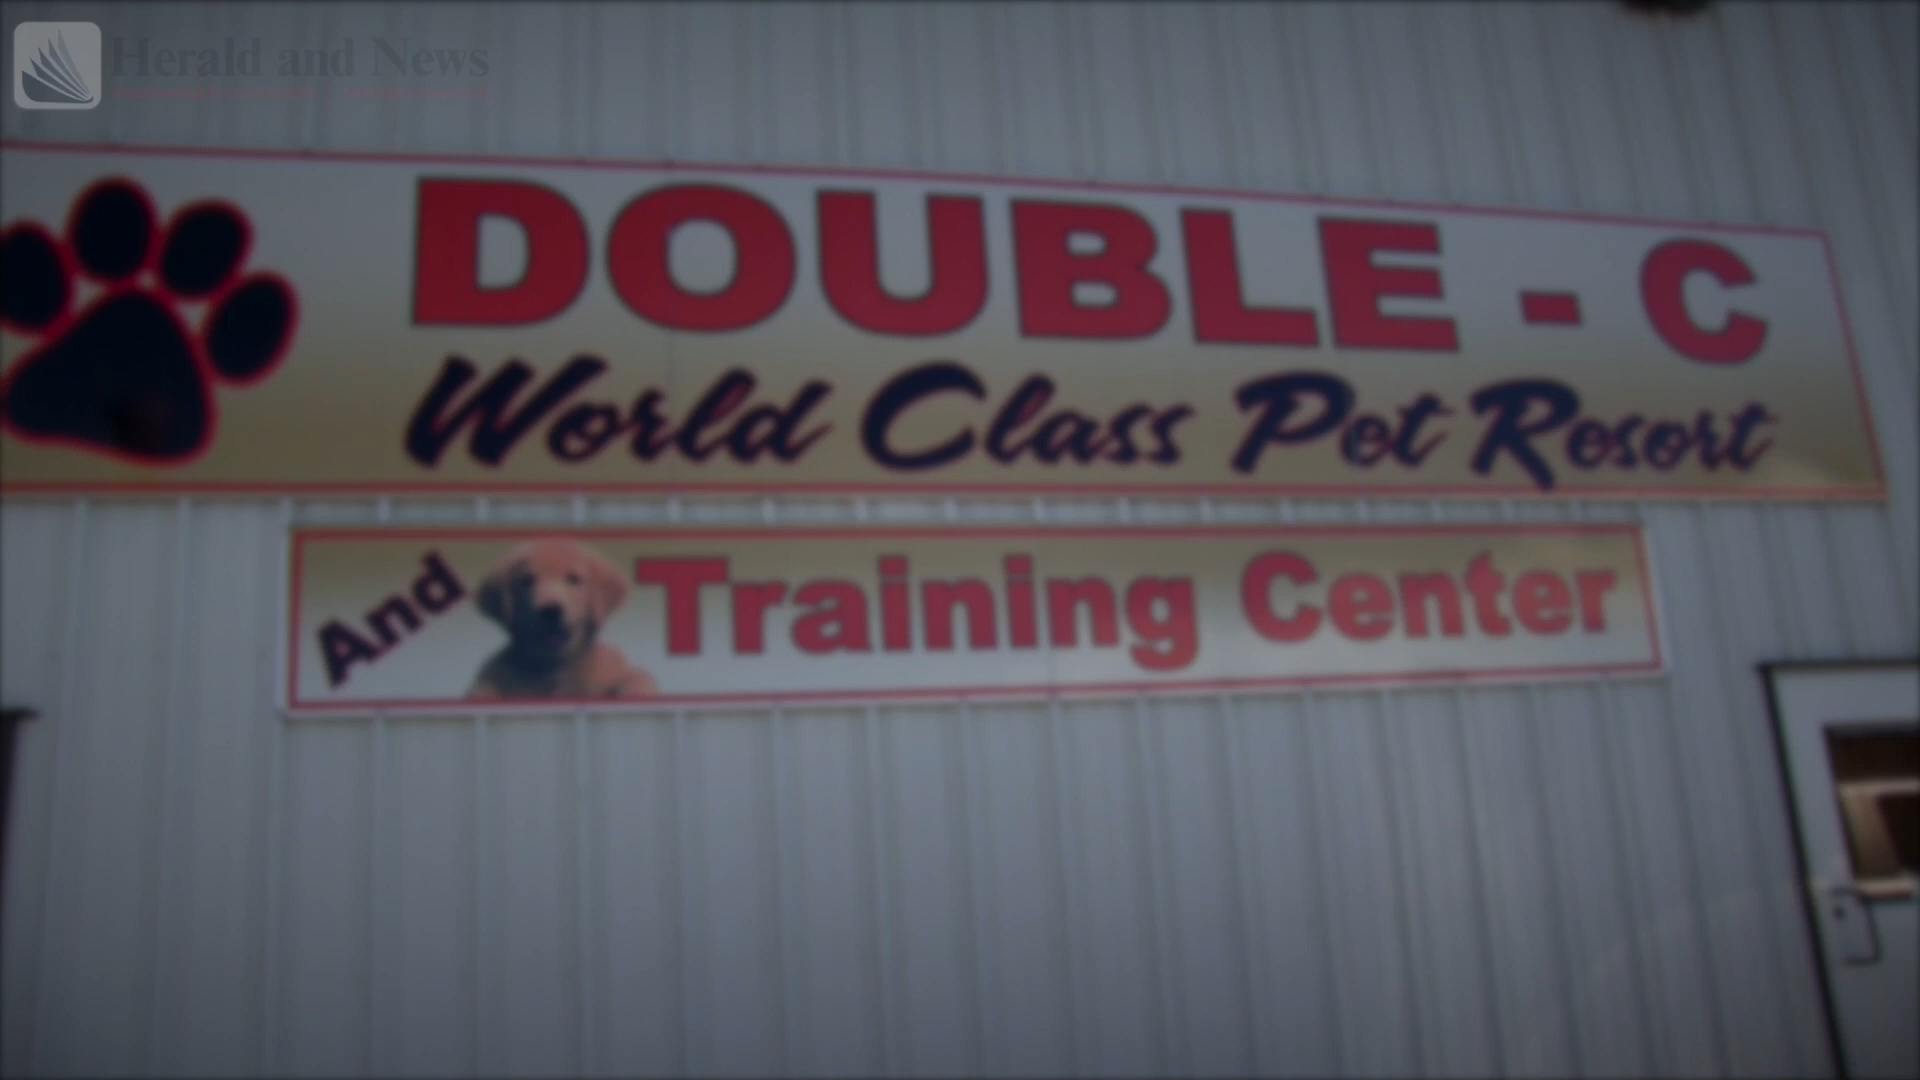 Herald and News
DOUBLE - C
World Class Pet Resort
And Training Center